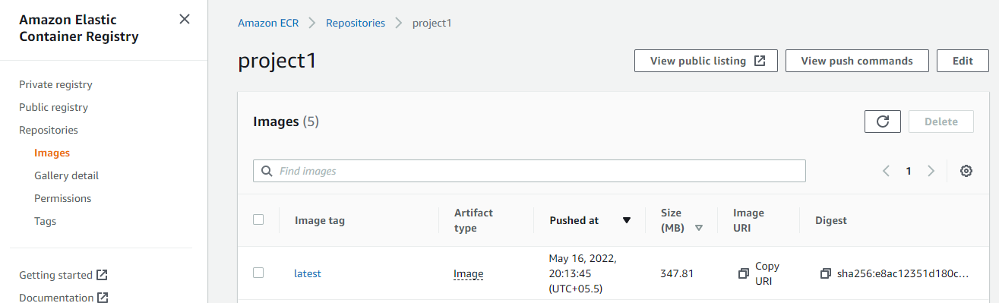 Amazon Elastic
Container Registry
Private registry
Public registry
Repositories
Images
Gallery detail
Permissions
Tags
Getting started
Documentation
Amazon ECR > Repositories > project1
project1
View public listing
View push commands
Edit
Images (5)
Delete
Find images
1
Image tag
Artifact
type
Pushed at
Size
(MB)
Image
URI
Digest
latest
Image
May 16, 2022,
20:13:45
(UTC+05.5)
347.81
Copy
URI
sha256:e8ac12351d180c...